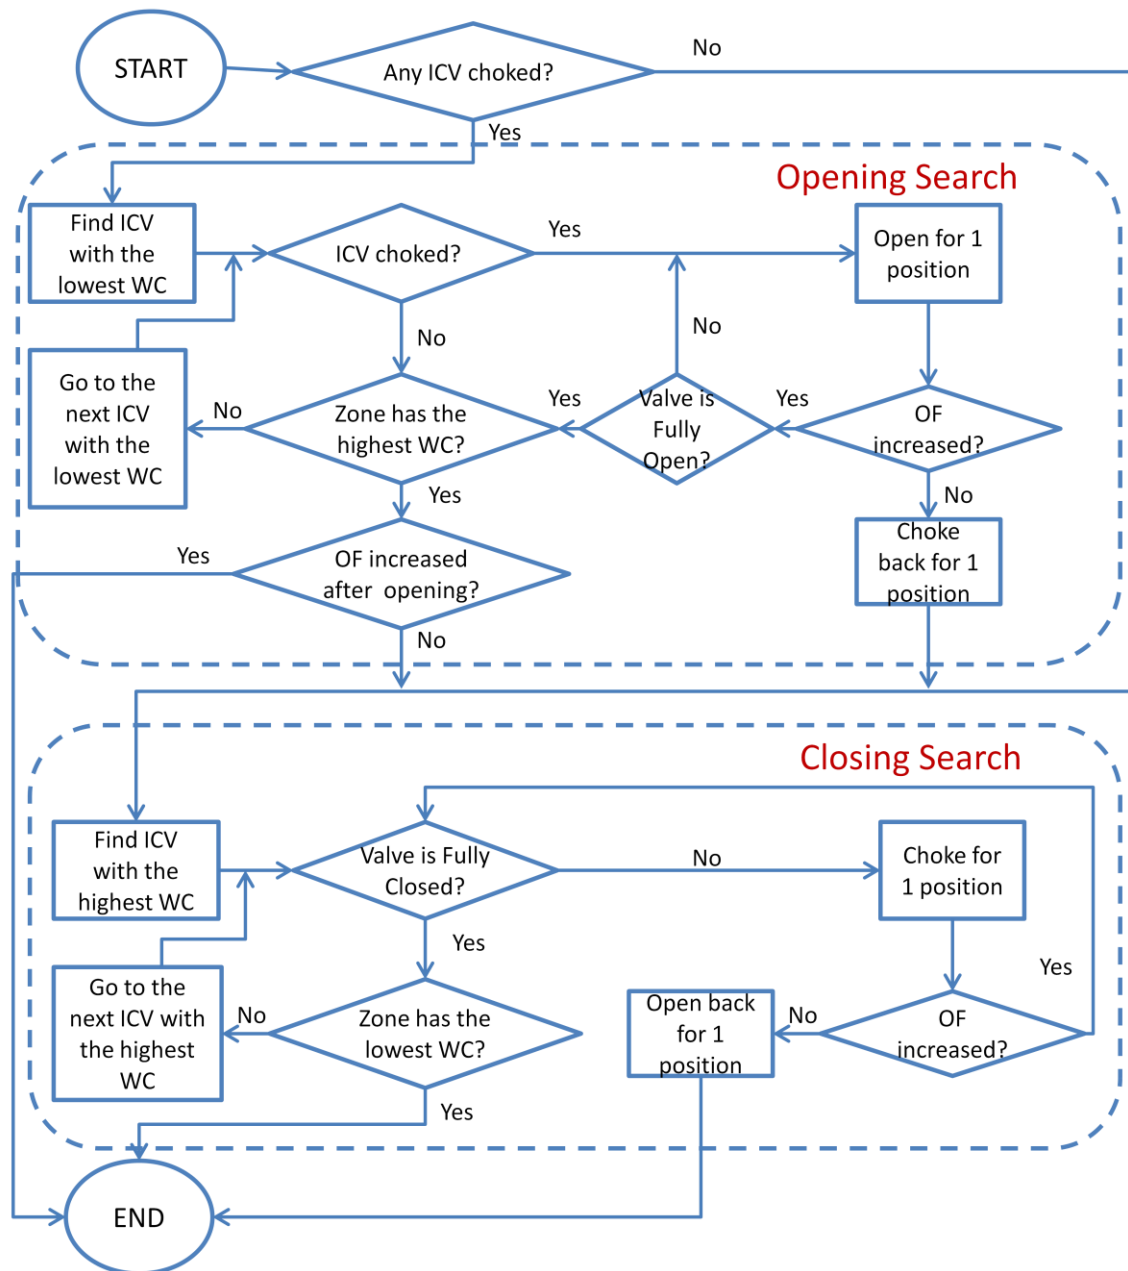 START
Any ICV choked?
No
Yes
Opening Search
Find ICV
with the
lowest WC
ICV choked?
Yes
Open for 1
position
No
No
Go to the
next ICV
with the
lowest WC
No
Zone has the
highest WC?
Yes
Valve is
Fully
Open?
Yes
OF
increased?
Yes
No
Yes
OF increased
after opening?
Choke
back for 1
position
No
Closing Search
Find ICV
with the
highest WC
Valve is Fully
Closed?
No
Choke for
1 position
Yes
Yes
Go to the
next ICV with
the highest
WC
No
Zone has the
lowest WC?
Open back
for 1
position
No
OF
increased?
Yes
END